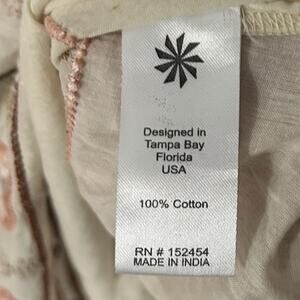 Designed in
Tampa Bay
Florida
USA
100% Cotton
RN # 152454
MADE IN INDIA